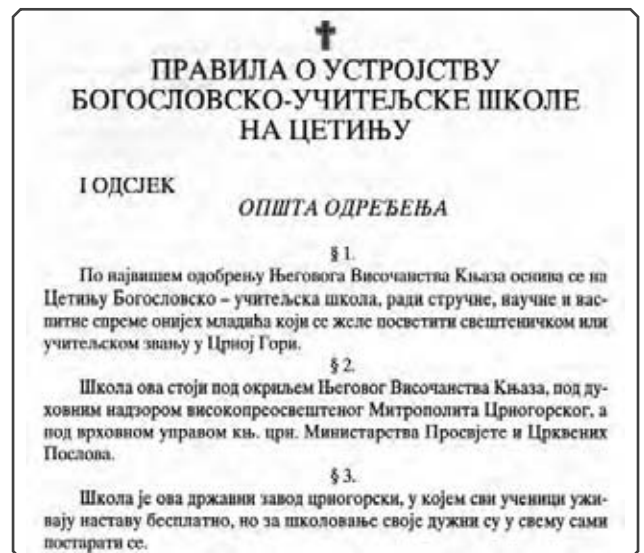 ПРАВИЛА О УСТРОЈСТВУ
БОГОСЛОВСКО-УЧИТЕЉСКЕ ШКОЛЕ
НА ЦЕТИЊУ
I ОДСЈЕК
ОПШТА ОДРЕЂЕЊА
§ 1.
По највишем одобрењу Његовога Височанства Књаза оснива се на
Цетињу Богословско – учитељска школа, ради стручне, научне и вас-
питне спреме онијех младића који се желе посветити свештеничком или
учитељском звању у Црној Гори.
§ 2.
Школа ова стоји под окриљем Његовог Височанства Књаза, под ду-
ховним надзором високопреосвештеног Митрополита Црногорског, а
под врховном управом књ. црн. Министарства Просвјете и Црквених
Послова.
§ 3.
Школа је ова државни завод црногорски, у којем сви ученици ужи-
вају наставу бесплатно, но за школовање своје дужни су у свему сами
постарати се.